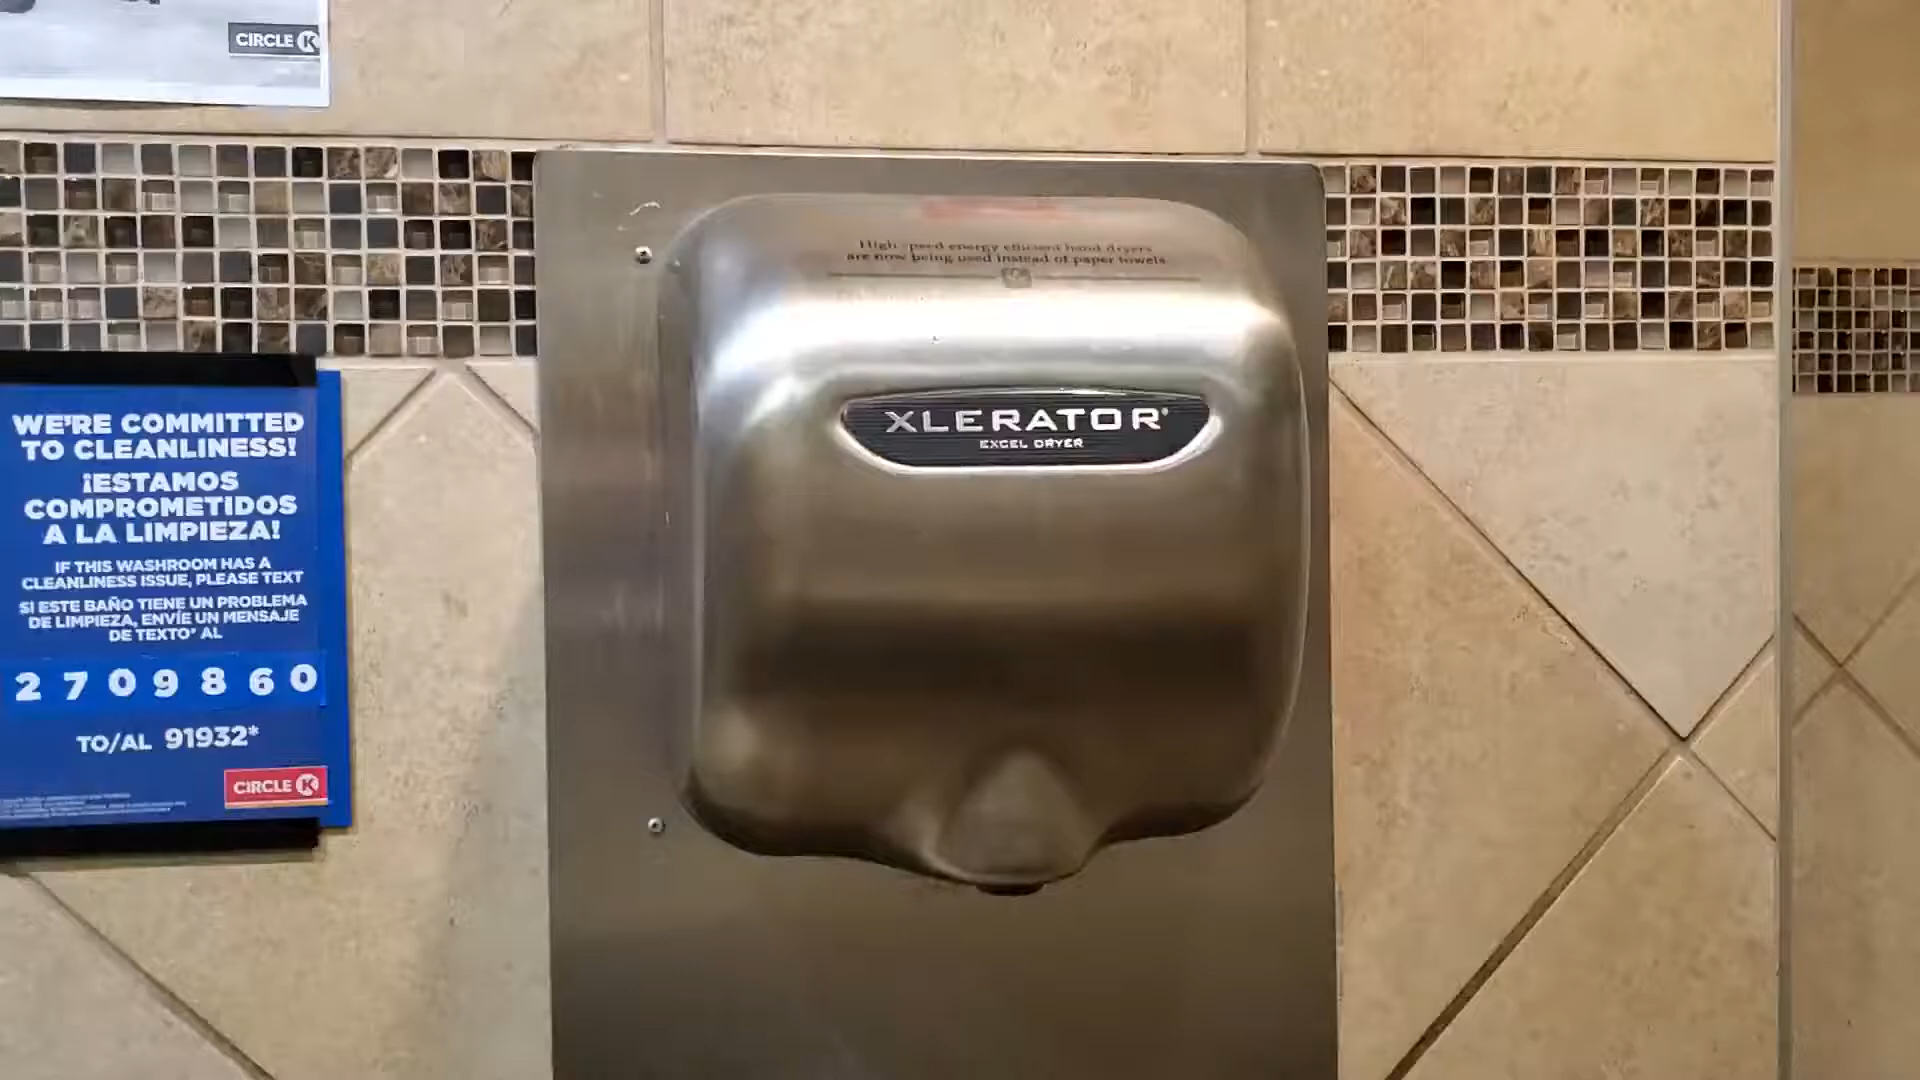 CIRCLE K
High speed energy efficient hand dryers
are now being used instead of paper towels
XLERATOR®
EXCEL DRYER
WE'RE COMMITTED
TO CLEANLINESS!
¡ESTAMOS
COMPROMETIDOS
A LA LIMPIEZA!
IF THIS WASHROOM HAS A
CLEANLINESS ISSUE, PLEASE TEXT
SI ESTE BAÑO TIENE UN PROBLEMA
DE LIMPIEZA, ENVÍE UN MENSAJE
DE TEXTO* AL
2709860
TO/AL 91932*
CIRCLE K